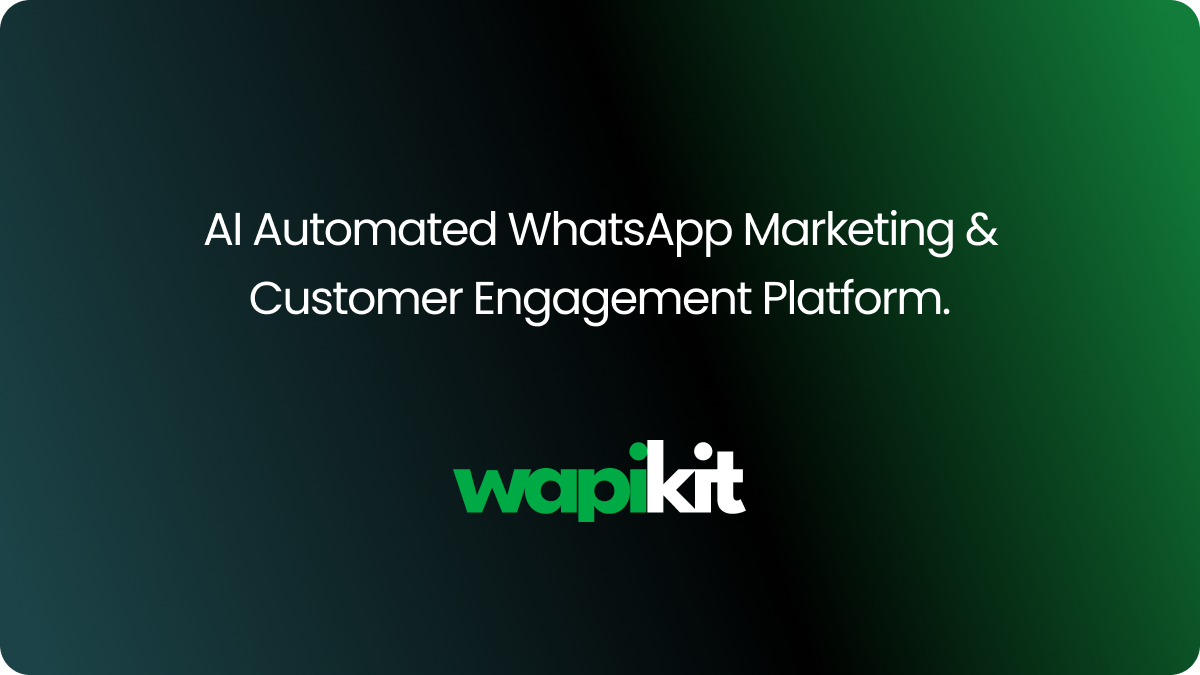 AI Automated WhatsApp Marketing &
Customer Engagement Platform.
wapikit